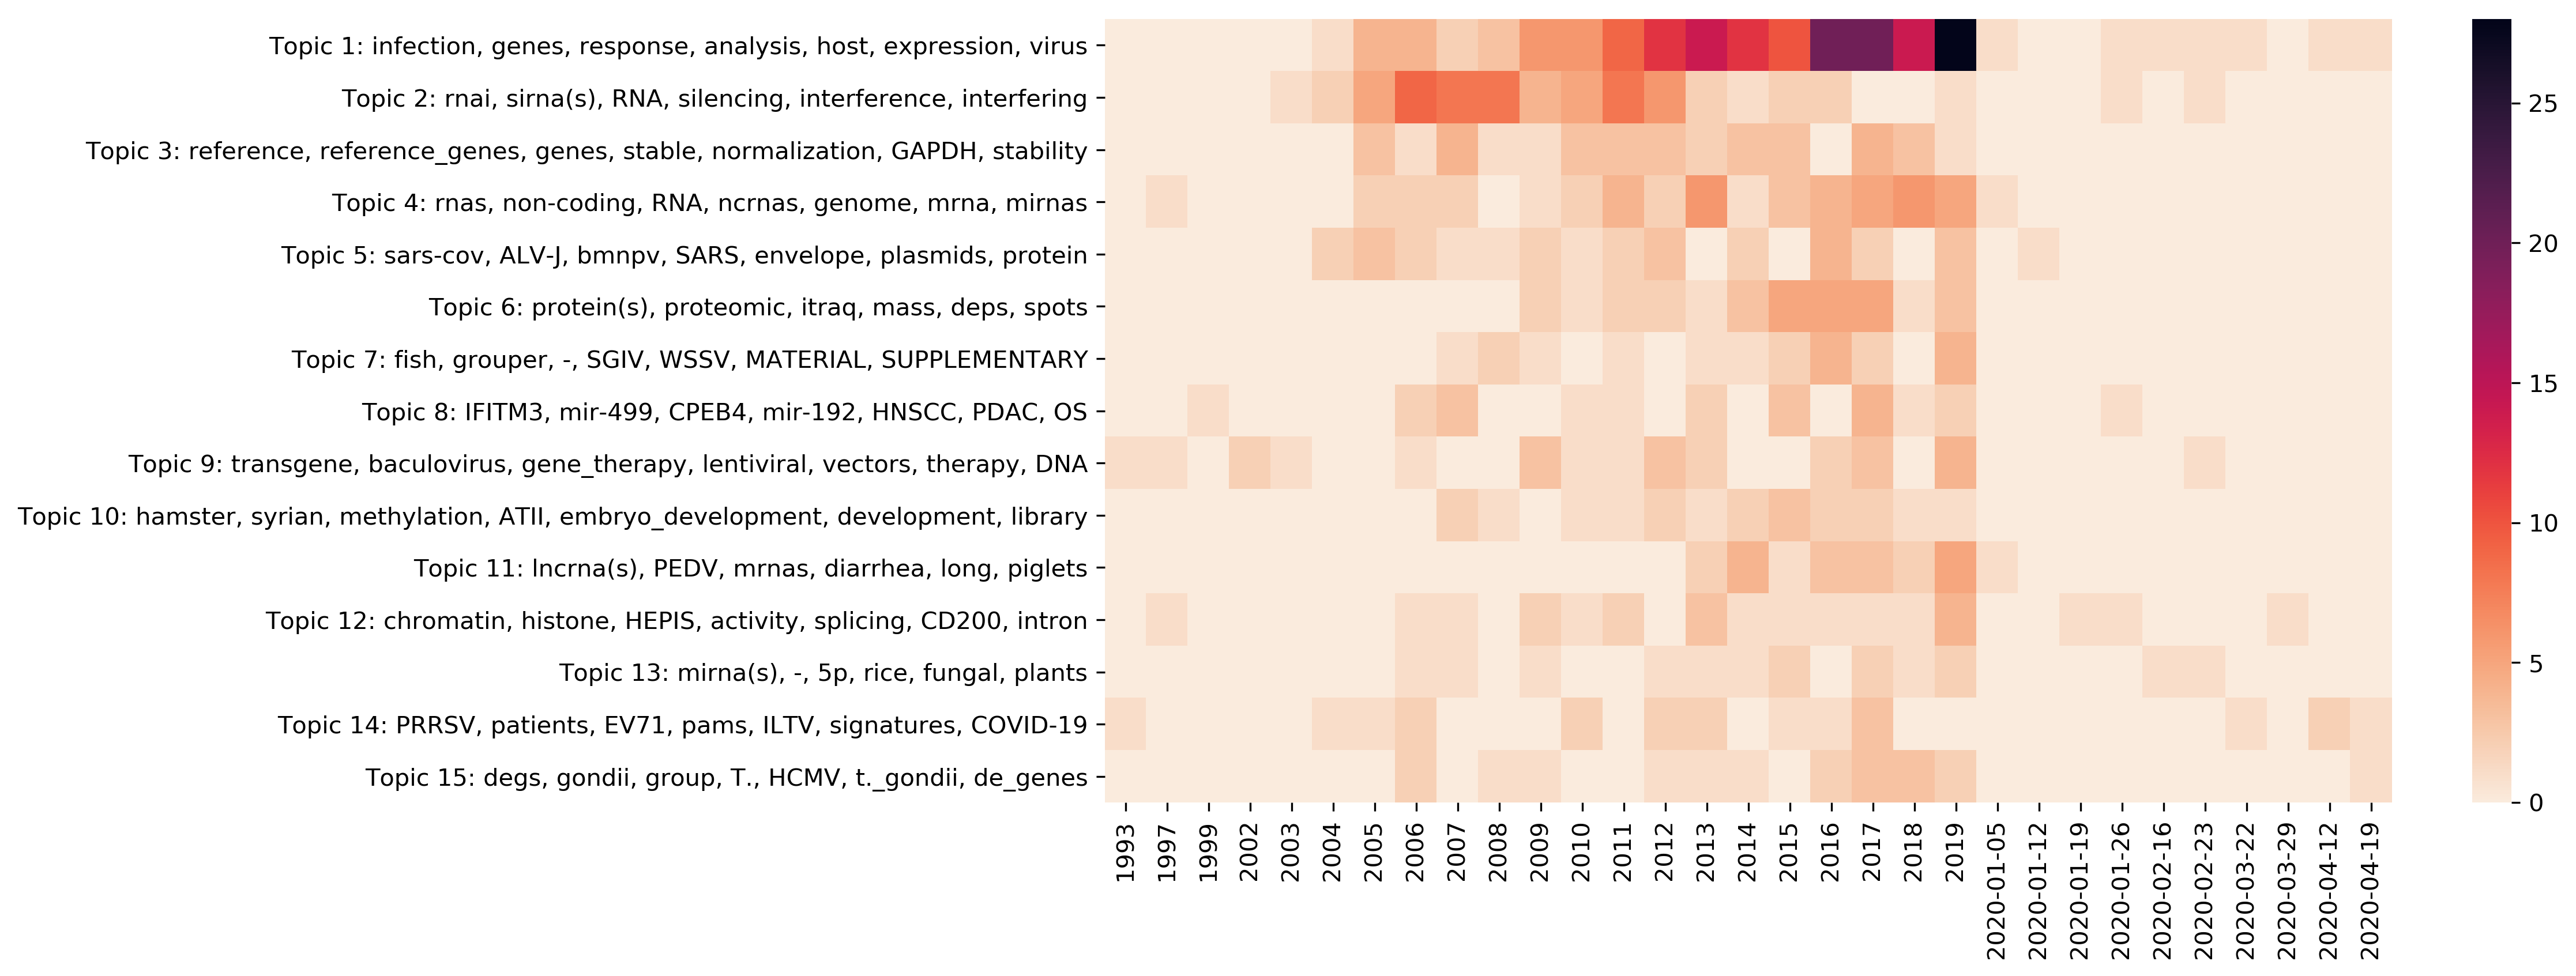 Topic 1: infection, genes, response, analysis, host, expression, virus
Topic 2: rnai, sirna(s), RNA, silencing, interference, interfering
Topic 3: reference, reference_genes, genes, stable, normalization, GAPDH, stability
Topic 4: rnas, non-coding, RNA, ncrnas, genome, mrna, mirnas
Topic 5: sars-cov, ALV-J, bmnpv, SARS, envelope, plasmids, protein
Topic 6: protein(s), proteomic, itraq, mass, deps, spots
Topic 7: fish, grouper, -, SGIV, WSSV, MATERIAL, SUPPLEMENTARY
Topic 8: IFITM3, mir-499, CPEB4, mir-192, HNSCC, PDAC, OS
Topic 9: transgene, baculovirus, gene_therapy, lentiviral, vectors, therapy, DNA
Topic 10: hamster, syrian, methylation, ATII, embryo_development, development, library
Topic 11: lncrna(s), PEDV, mrnas, diarrhea, long, piglets
Topic 12: chromatin, histone, HEPIS, activity, splicing, CD200, intron
Topic 13: mirna(s), -, 5p, rice, fungal, plants
Topic 14: PRRSV, patients, EV71, pams, ILTV, signatures, COVID-19
Topic 15: degs, gondii, group, T., HCMV, t._gondii, de_genes
1993
1997
1999
2002
2003
2004
2005
2006
2007
2008
2009
2010
2011
2012
2013
2014
2015
2016
2017
2018
2019
2020-01-05
2020-01-12
2020-01-19
2020-01-26
2020-02-16
2020-02-23
2020-03-22
2020-03-29
2020-04-12
2020-04-19
25
20
15
10
5
0